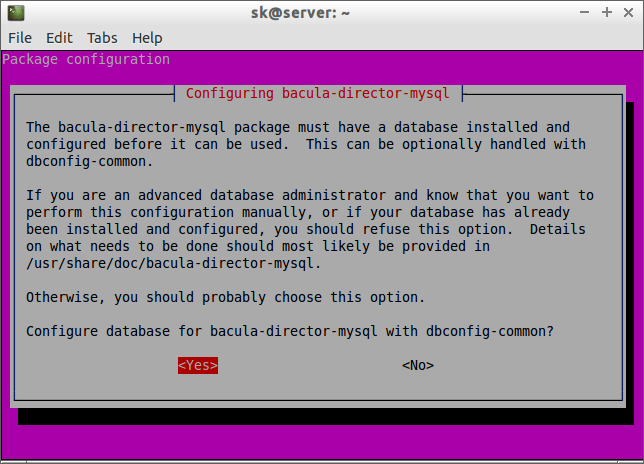 sk@server: ~
File Edit Tabs Help
Package configuration
Configuring bacula-director-mysql
The bacula-director-mysql package must have a database installed and
configured before it can be used.  This can be optionally handled with
dbconfig-common.
If you are an advanced database administrator and know that you want to
perform this configuration manually, or if your database has already
been installed and configured, you should refuse this option.  Details
on what needs to be done should most likely be provided in
/usr/share/doc/bacula-director-mysql.
Otherwise, you should probably choose this option.
Configure database for bacula-director-mysql with dbconfig-common?
<Yes> <No>